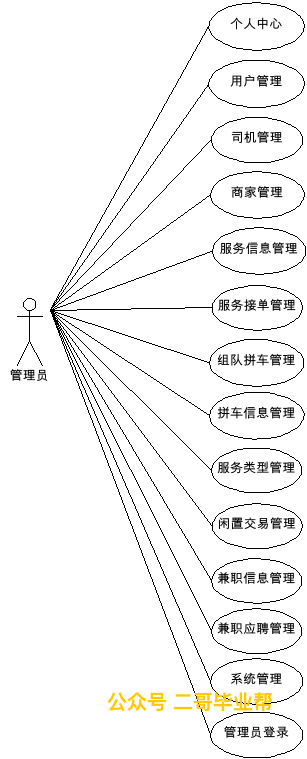 个人中心
用户管理
司机管理
商家管理
服务信息管理
服务接单管理
组队拼车管理
管理员
拼车信息管理
服务类型管理
闲置交易管理
兼职信息管理
兼职应聘管理
系统管理
公众号 二哥毕业帮
管理员登录